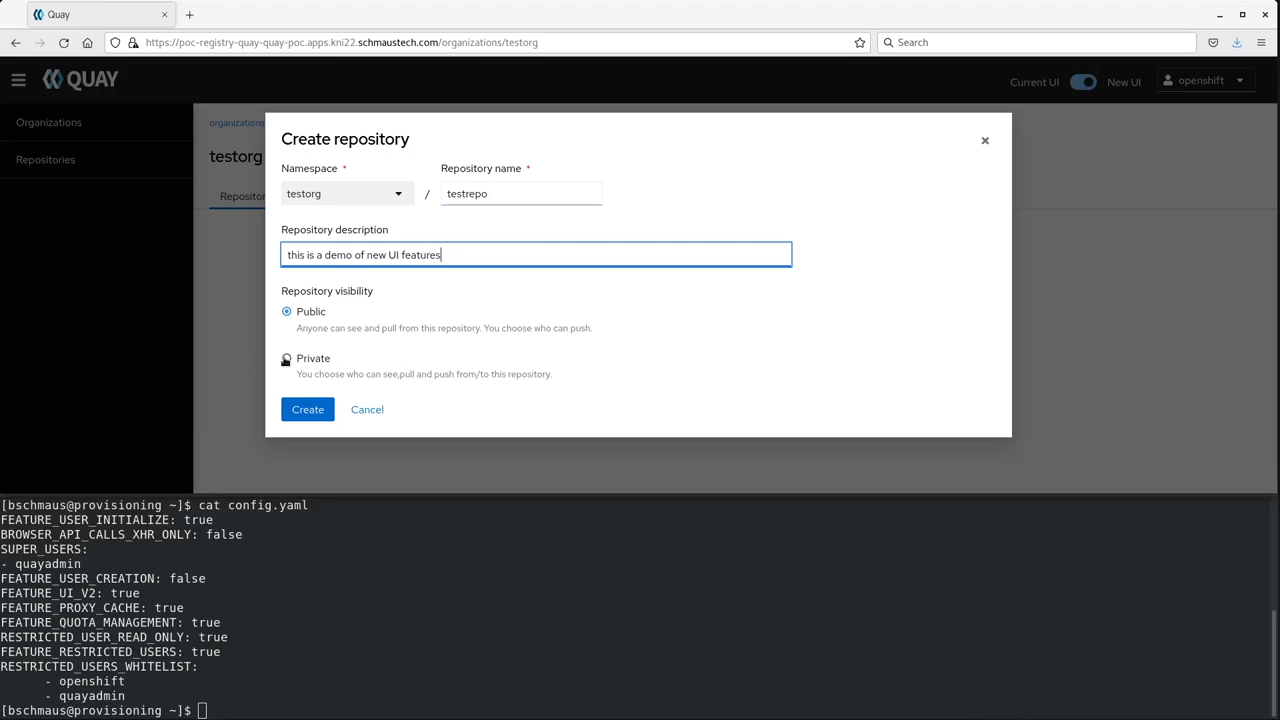 Quay
https://poc-registry-quay-quay-poc.apps.kni22.schmaustech.com/organizations/testorg
Search
QUAY
Current UI
New UI
openshift
Organizations
Repositories
organizations
testorg
Repositor
Create repository
Namespace *
Repository name *
testorg
/
testrepo
Repository description
this is a demo of new UI features
Repository visibility
Public
Anyone can see and pull from this repository. You choose who can push.
Private
You choose who can see,pull and push from/to this repository.
Create
Cancel
[bschmaus@provisioning ~]$ cat config.yaml
FEATURE_USER_INITIALIZE: true
BROWSER_API_CALLS_XHR_ONLY: false
SUPER_USERS:
- quayadmin
FEATURE_USER_CREATION: false
FEATURE_UI_V2: true
FEATURE_PROXY_CACHE: true
FEATURE_QUOTA_MANAGEMENT: true
RESTRICTED_USER_READ_ONLY: true
FEATURE_RESTRICTED_USERS: true
RESTRICTED_USERS_WHITELIST:
- openshift
- quayadmin
[bschmaus@provisioning ~]$